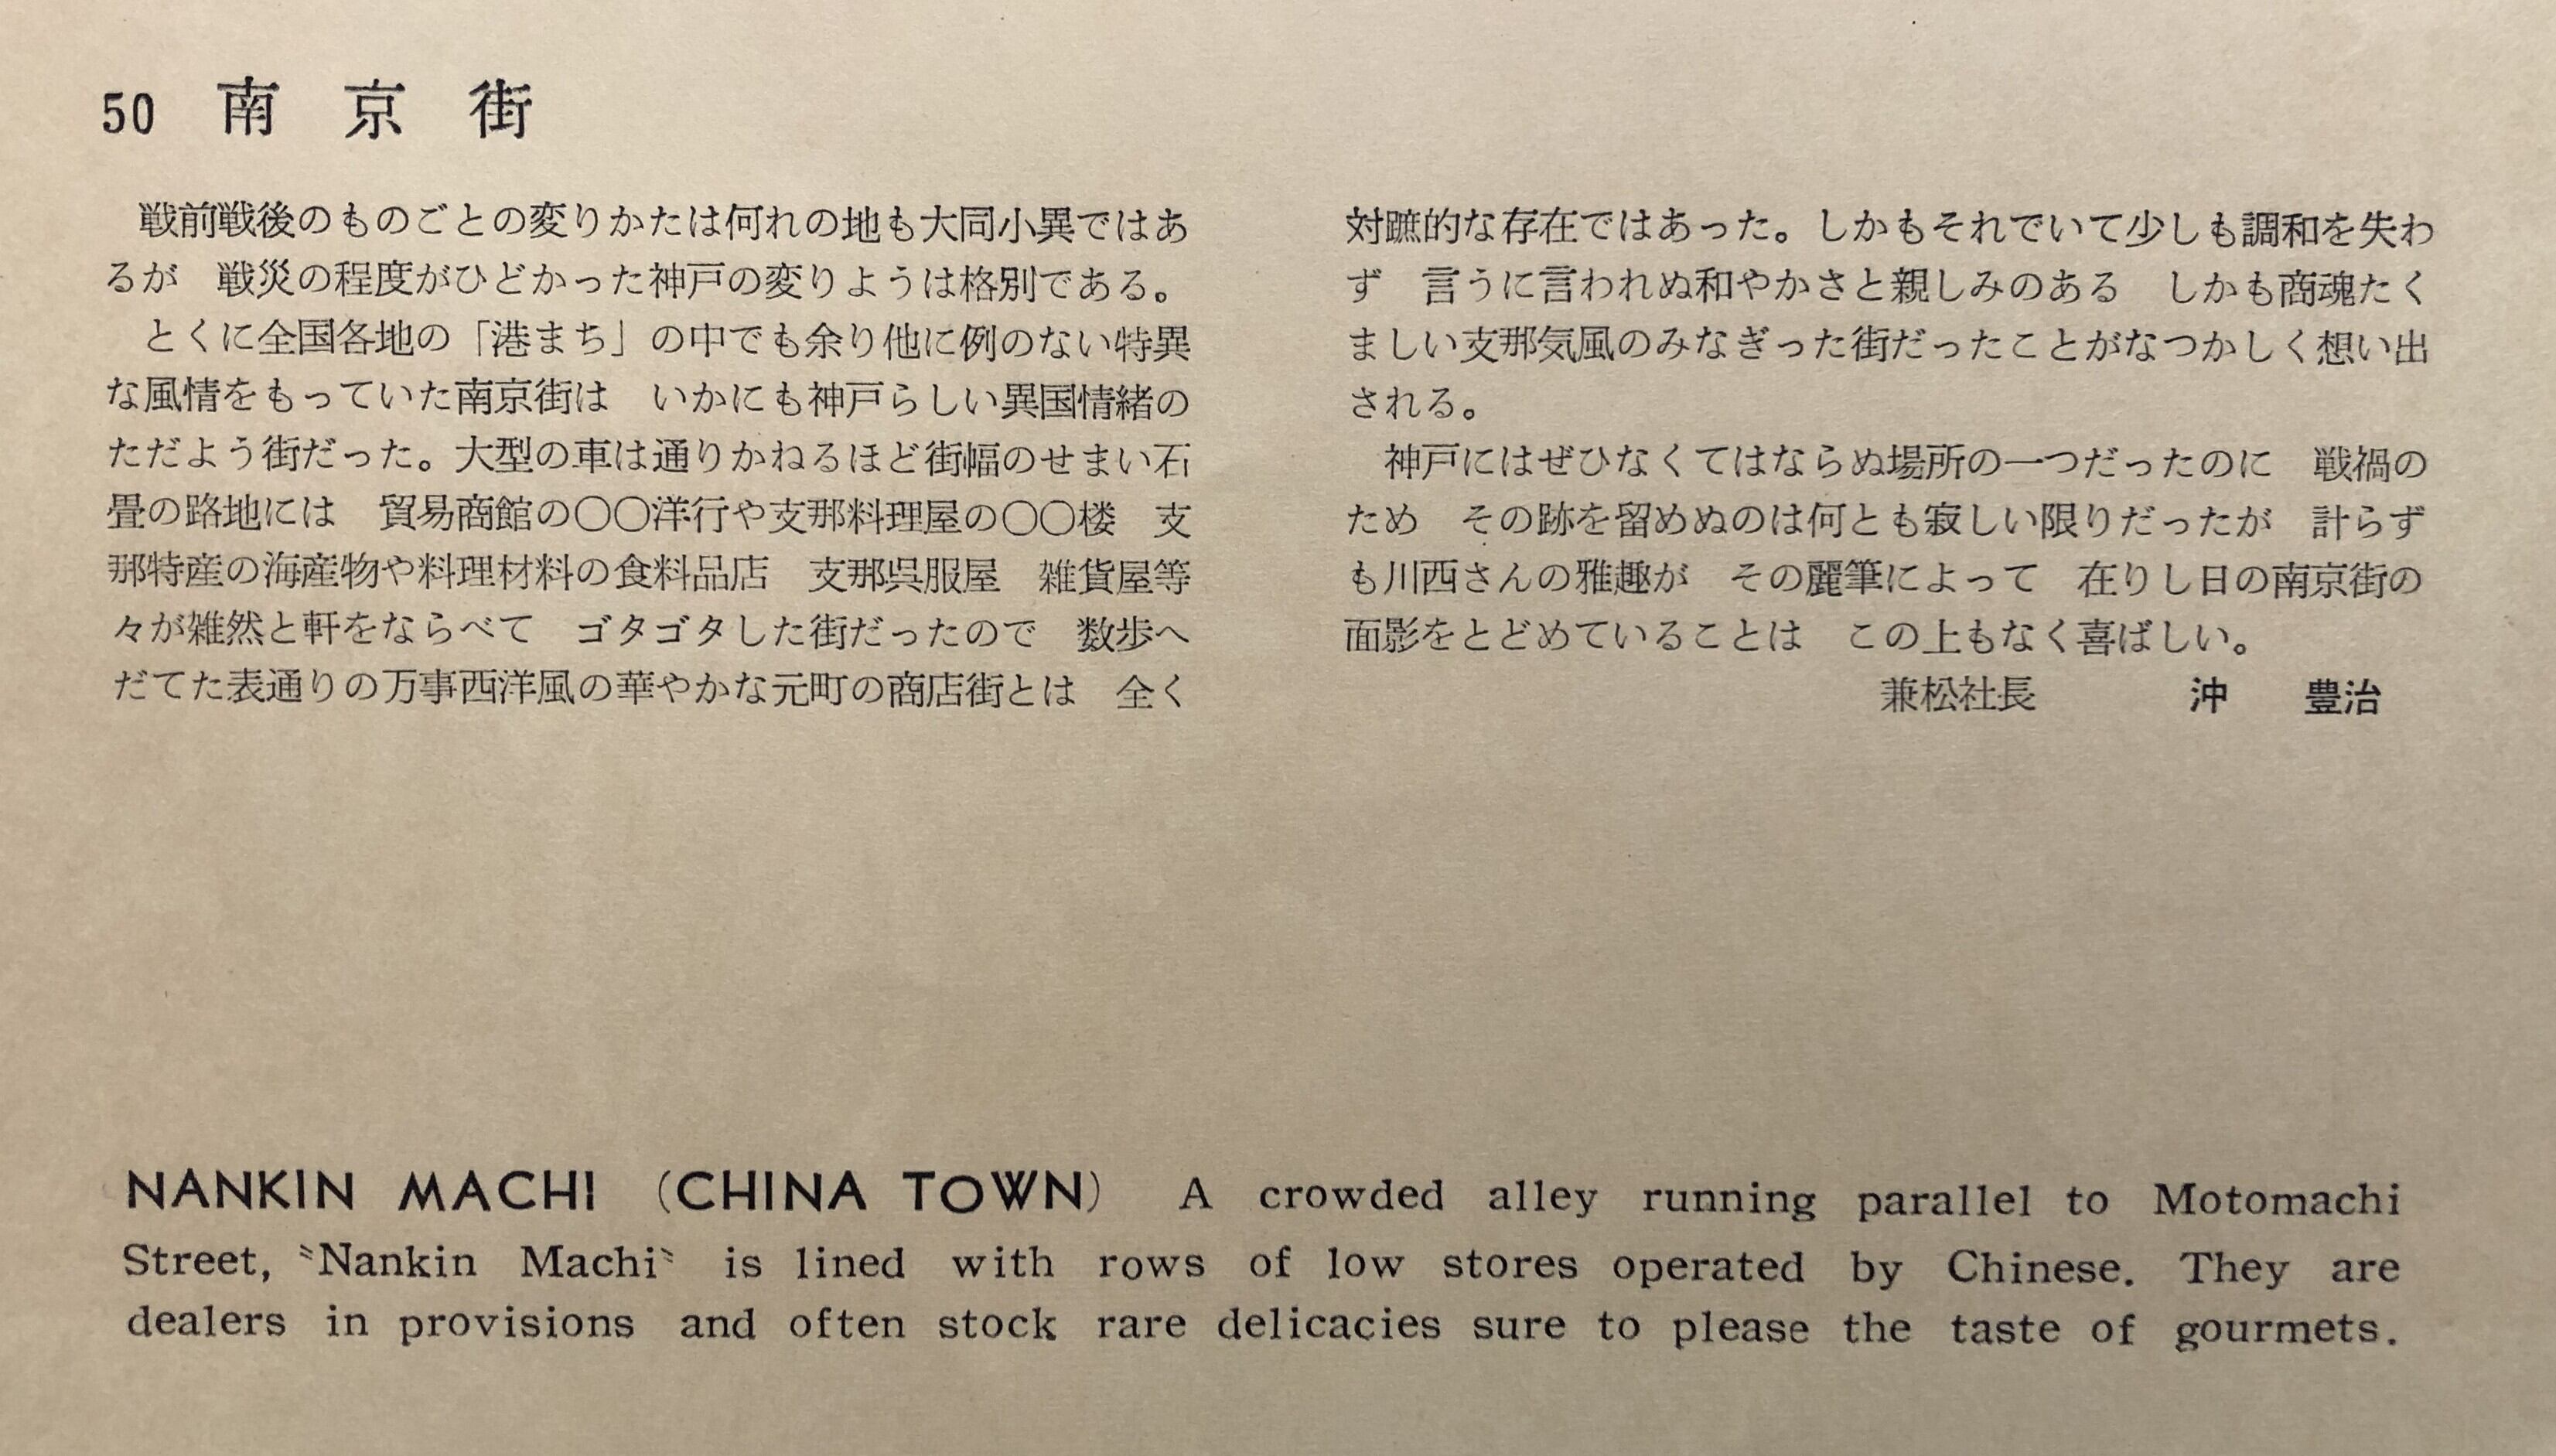 50 南京街
戦前戦後のものごとの変りかたは何れの地も大同小異ではあ
るが　戦災の程度がひどかった神戸の変りようは格別である。
とくに全国各地の「港まち」の中でも余り他に例のない特異
な風情をもっていた南京街は　いかにも神戸らしい異国情緒の
ただよう街だった。大型の車は通りかねるほど街幅のせまい石
畳の路地には　貿易商館の〇〇洋行や支那料理屋の〇〇楼　支
那特産の海産物や料理材料の食料品店　支那呉服屋　雑貨屋等
々が雑然と軒をならべて　ゴタゴタした街だったので　数歩へ
だてた表通りの万事西洋風の華やかな元町の商店街とは　全く
対蹠的な存在ではあった。しかもそれでいて少しも調和を失わ
ず　言うに言われぬ和やかさと親しみのある　しかも商魂たく
ましい支那気風のみなぎった街だったことがなつかしく想い出
される。
神戸にはぜひなくてはならぬ場所の一つだったのに　戦禍の
ため　その跡を留めぬのは何とも寂しい限りだったが　計らず
も川西さんの雅趣が　その麗筆によって　在りし日の南京街の
面影をとどめていることは　この上もなく喜ばしい。
兼松社長　沖　豊治
NANKIN MACHI (CHINA TOWN) A crowded alley running parallel to Motomachi
Street, "Nankin Machi" is lined with rows of low stores operated by Chinese. They are
dealers in provisions and often stock rare delicacies sure to please the taste of gourmets.